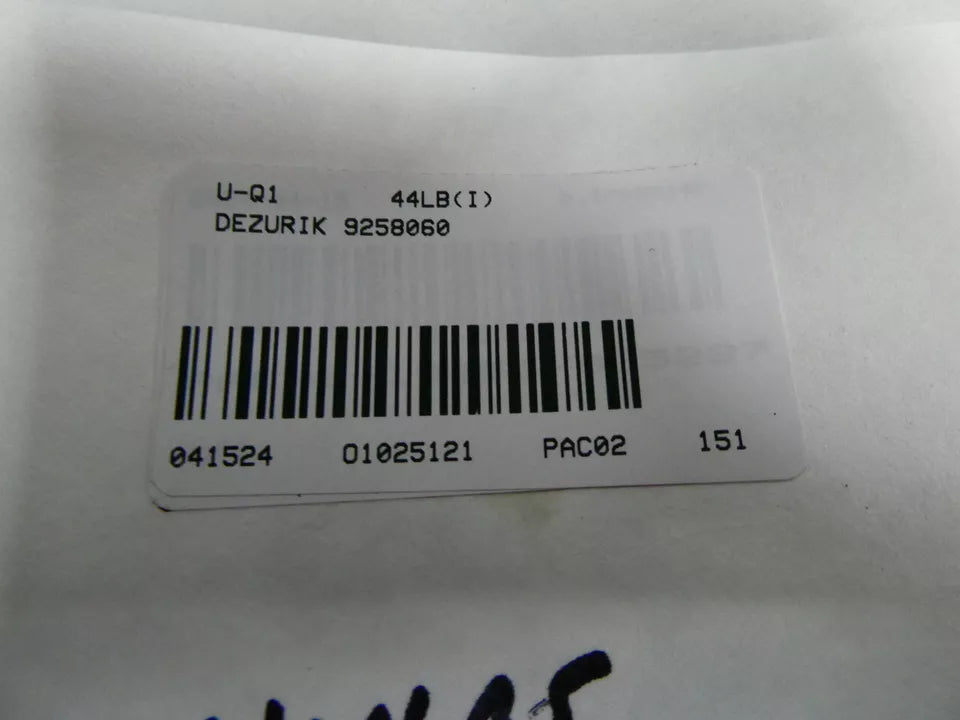 U-Q1 44LB(I)
DEZURIK 9258060
041524 01025121 PAC02 151